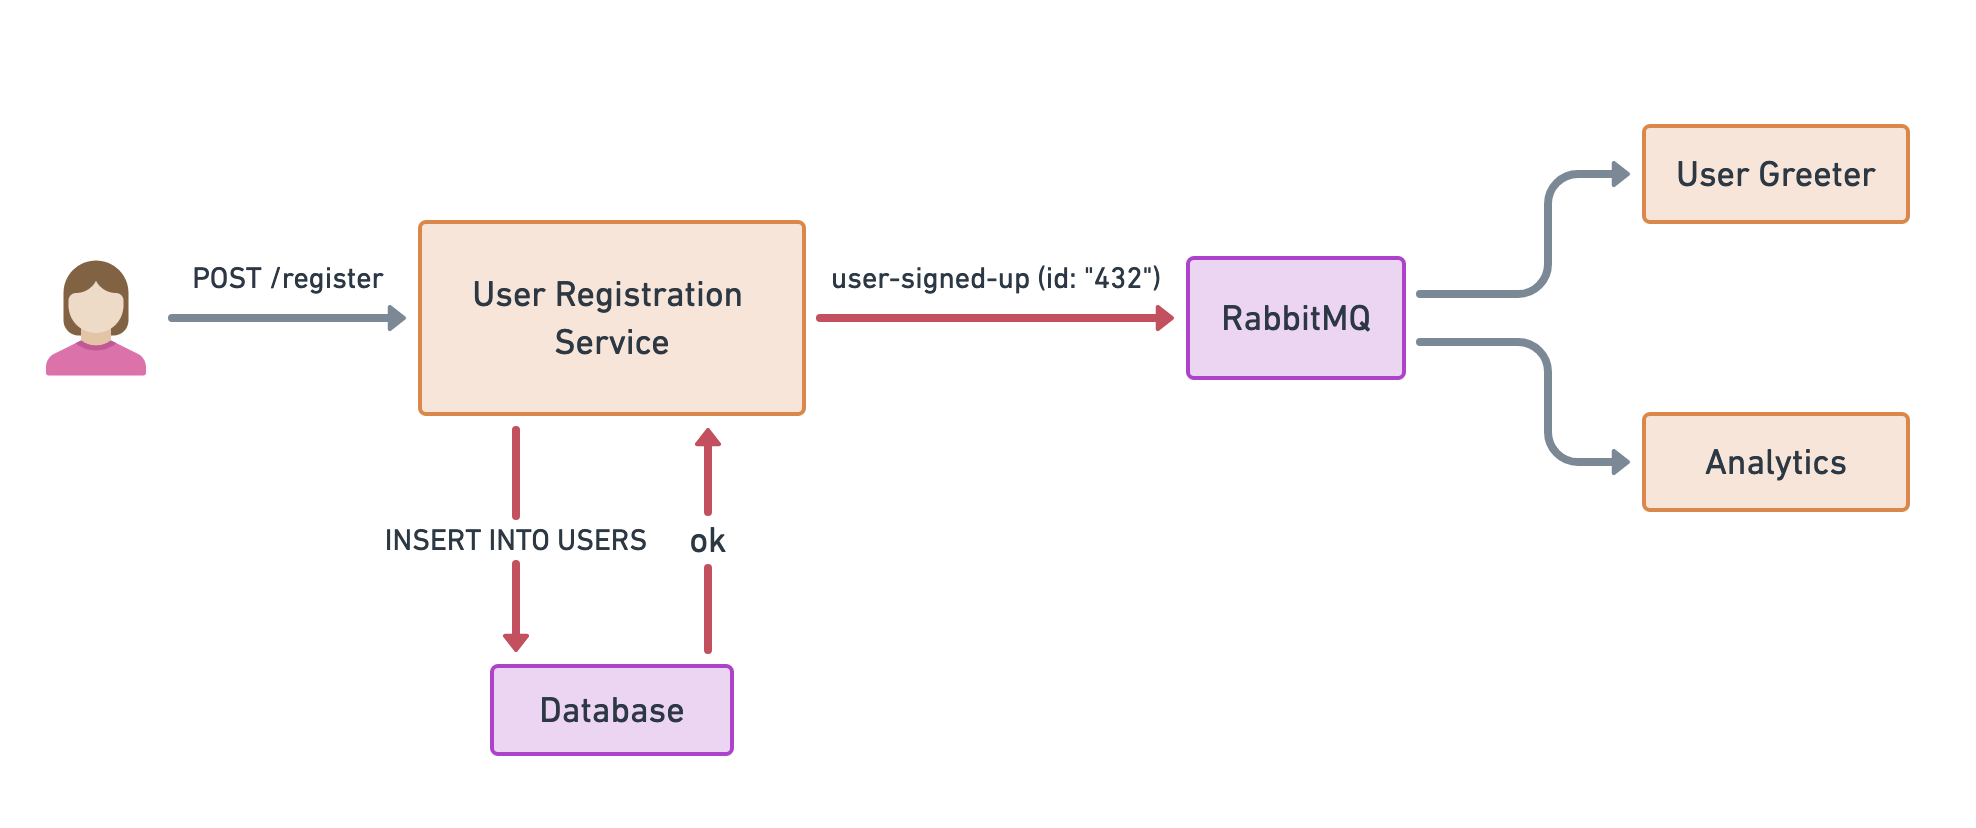 POST /register
User Registration
Service
user-signed-up (id: "432")
RabbitMQ
User Greeter
Analytics
INSERT INTO USERS
ok
Database